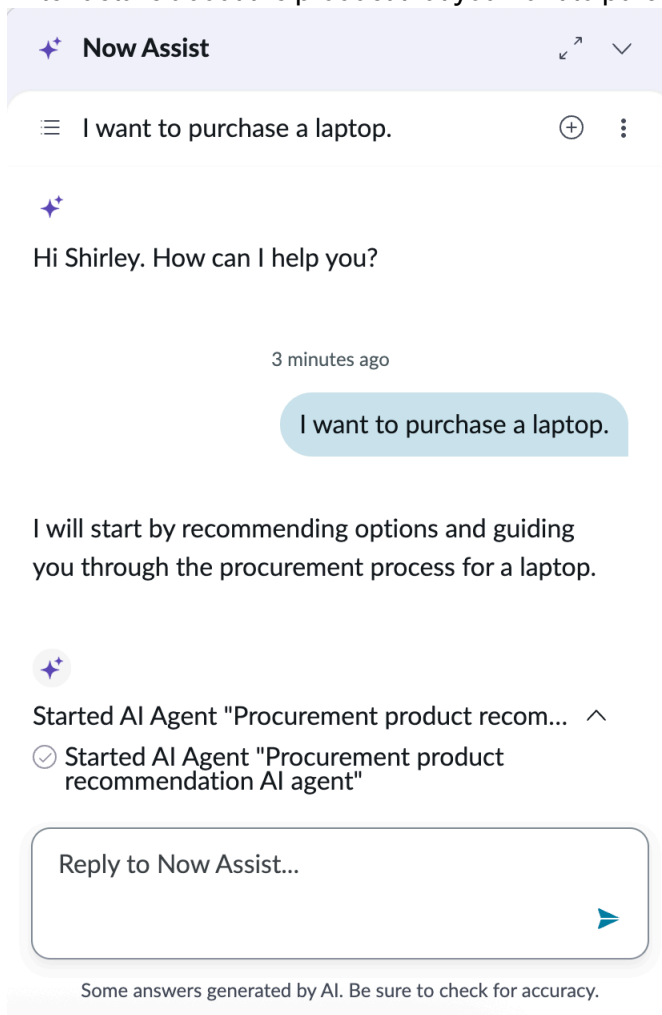 Now Assist
I want to purchase a laptop.
Hi Shirley. How can I help you?
3 minutes ago
I want to purchase a laptop.
I will start by recommending options and guiding
you through the procurement process for a laptop.
Started AI Agent "Procurement product recom...
Started AI Agent "Procurement product
recommendation AI agent"
Reply to Now Assist...
Some answers generated by AI. Be sure to check for accuracy.